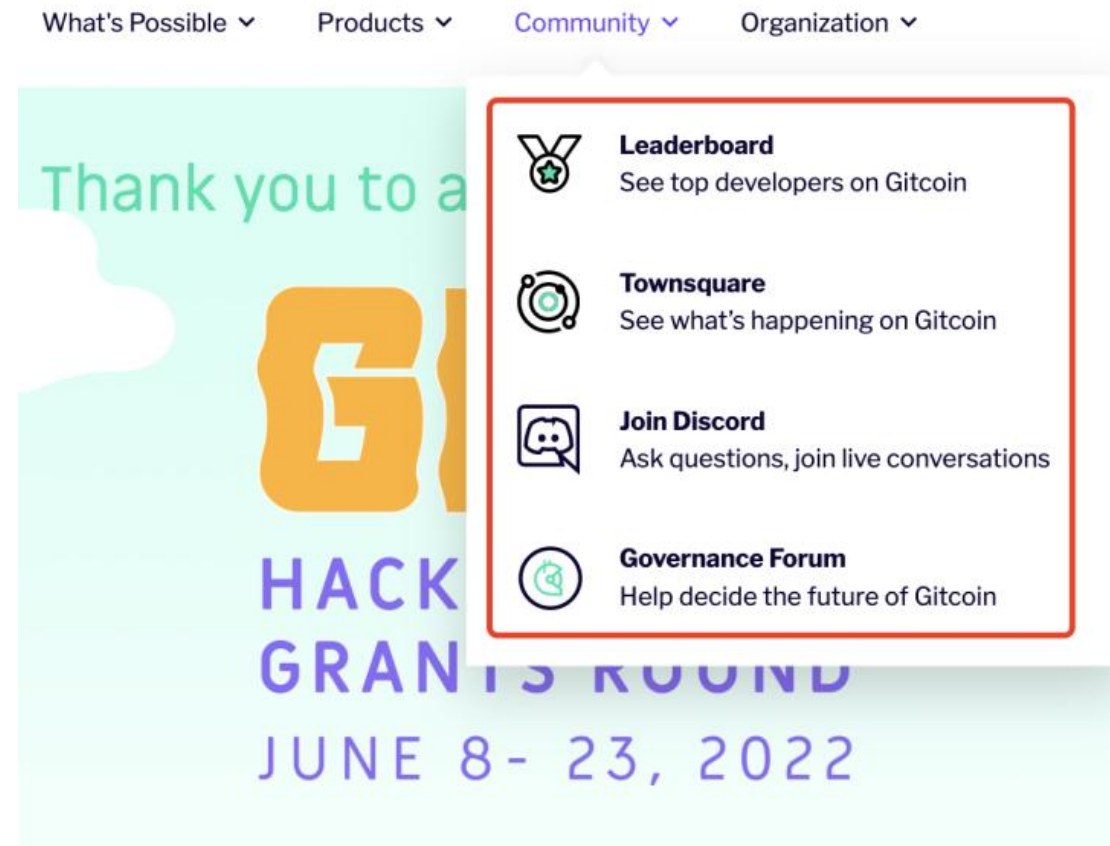 What's Possible
Products
Community
Organization
Thank you to a
Leaderboard
See top developers on Gitcoin
Townsquare
See what's happening on Gitcoin
Join Discord
Ask questions, join live conversations
Governance Forum
Help decide the future of Gitcoin
G
HACK
GRANTS ROUND
JUNE 8- 23, 2022